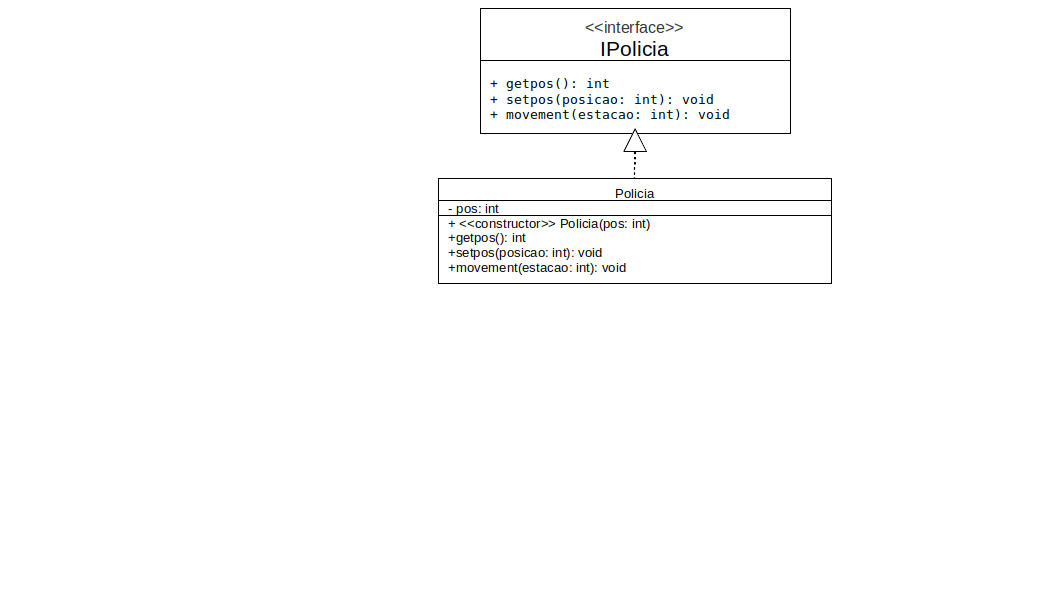 <<interface>>
IPolicia
+ getpos(): int
+ setpos(posicao: int): void
+ movement(estacao: int): void
Policia
- pos: int
+ <<constructor>> Policia(pos: int)
+getpos(): int
+setpos(posicao: int): void
+movement(estacao: int): void